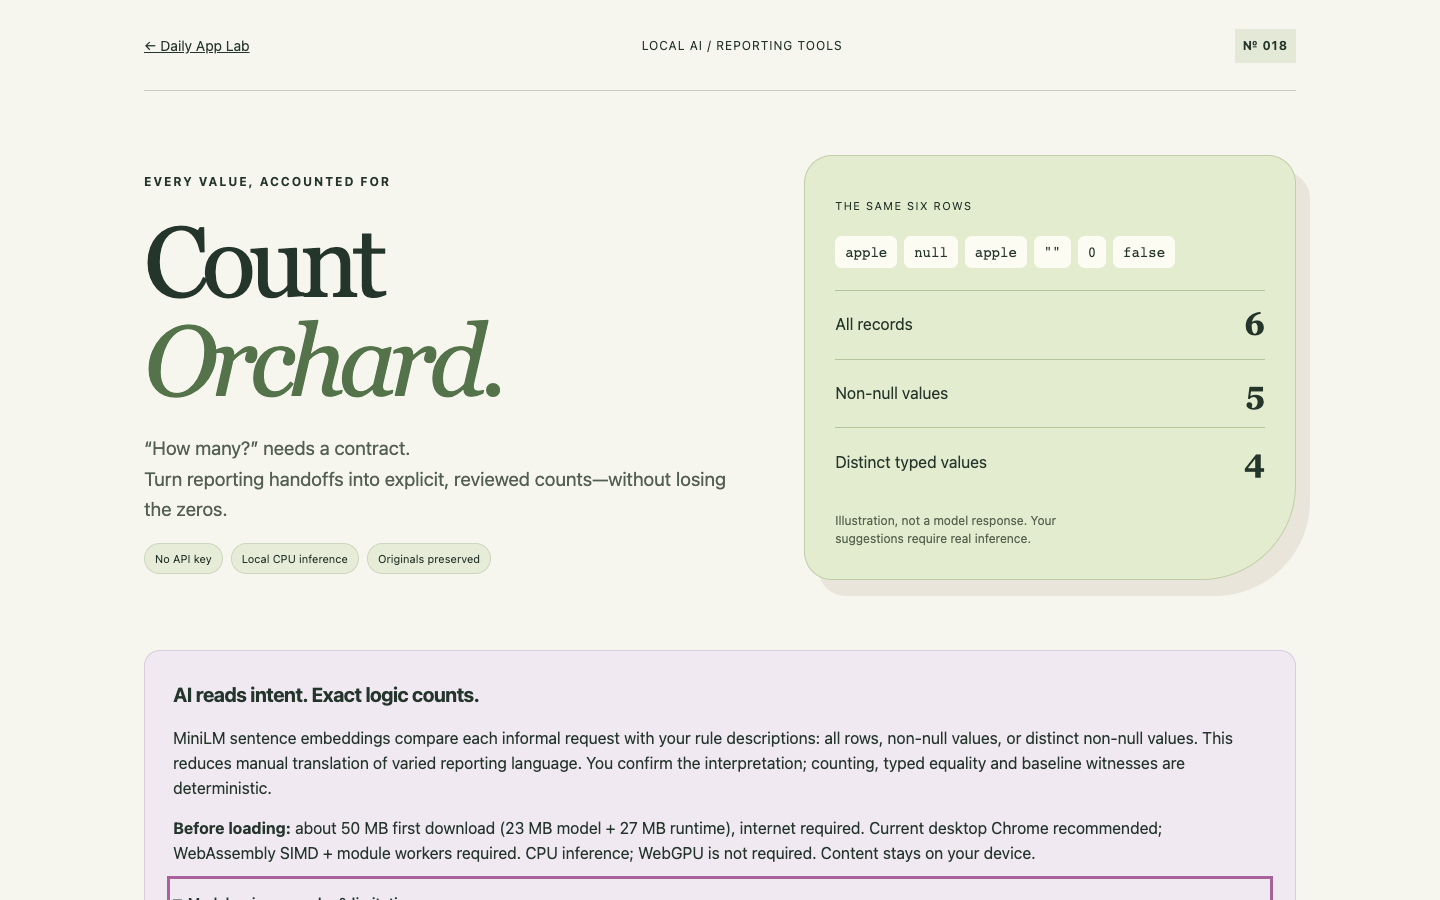 ← Daily App Lab
LOCAL AI / REPORTING TOOLS
Nº 018
EVERY VALUE, ACCOUNTED FOR
Count
Orchard.
“How many?” needs a contract.
Turn reporting handoffs into explicit, reviewed counts—without losing
the zeros.
No API key
Local CPU inference
Originals preserved
THE SAME SIX ROWS
apple null apple "" 0 false
All records 6
Non-null values 5
Distinct typed values 4
Illustration, not a model response. Your
suggestions require real inference.
AI reads intent. Exact logic counts.
MiniLM sentence embeddings compare each informal request with your rule descriptions: all rows, non-null values, or distinct non-null values. This
reduces manual translation of varied reporting language. You confirm the interpretation; counting, typed equality and baseline witnesses are
deterministic.
Before loading: about 50 MB first download (23 MB model + 27 MB runtime), internet required. Current desktop Chrome recommended;
WebAssembly SIMD + module workers required. CPU inference; WebGPU is not required. Content stays on your device.